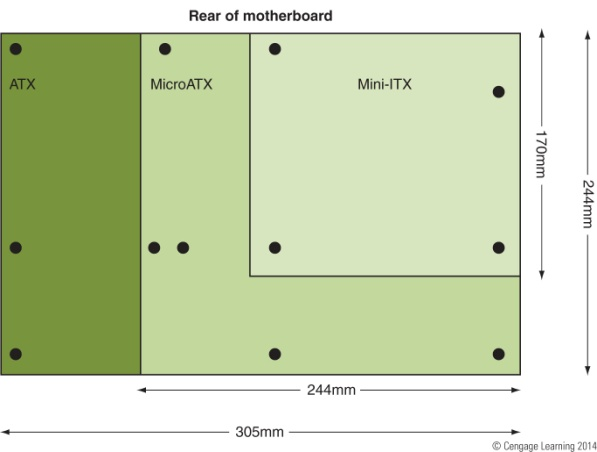 Rear of motherboard
ATX
MicroATX
Mini-ITX
170mm
244mm
244mm
305mm
© Cengage Learning 2014